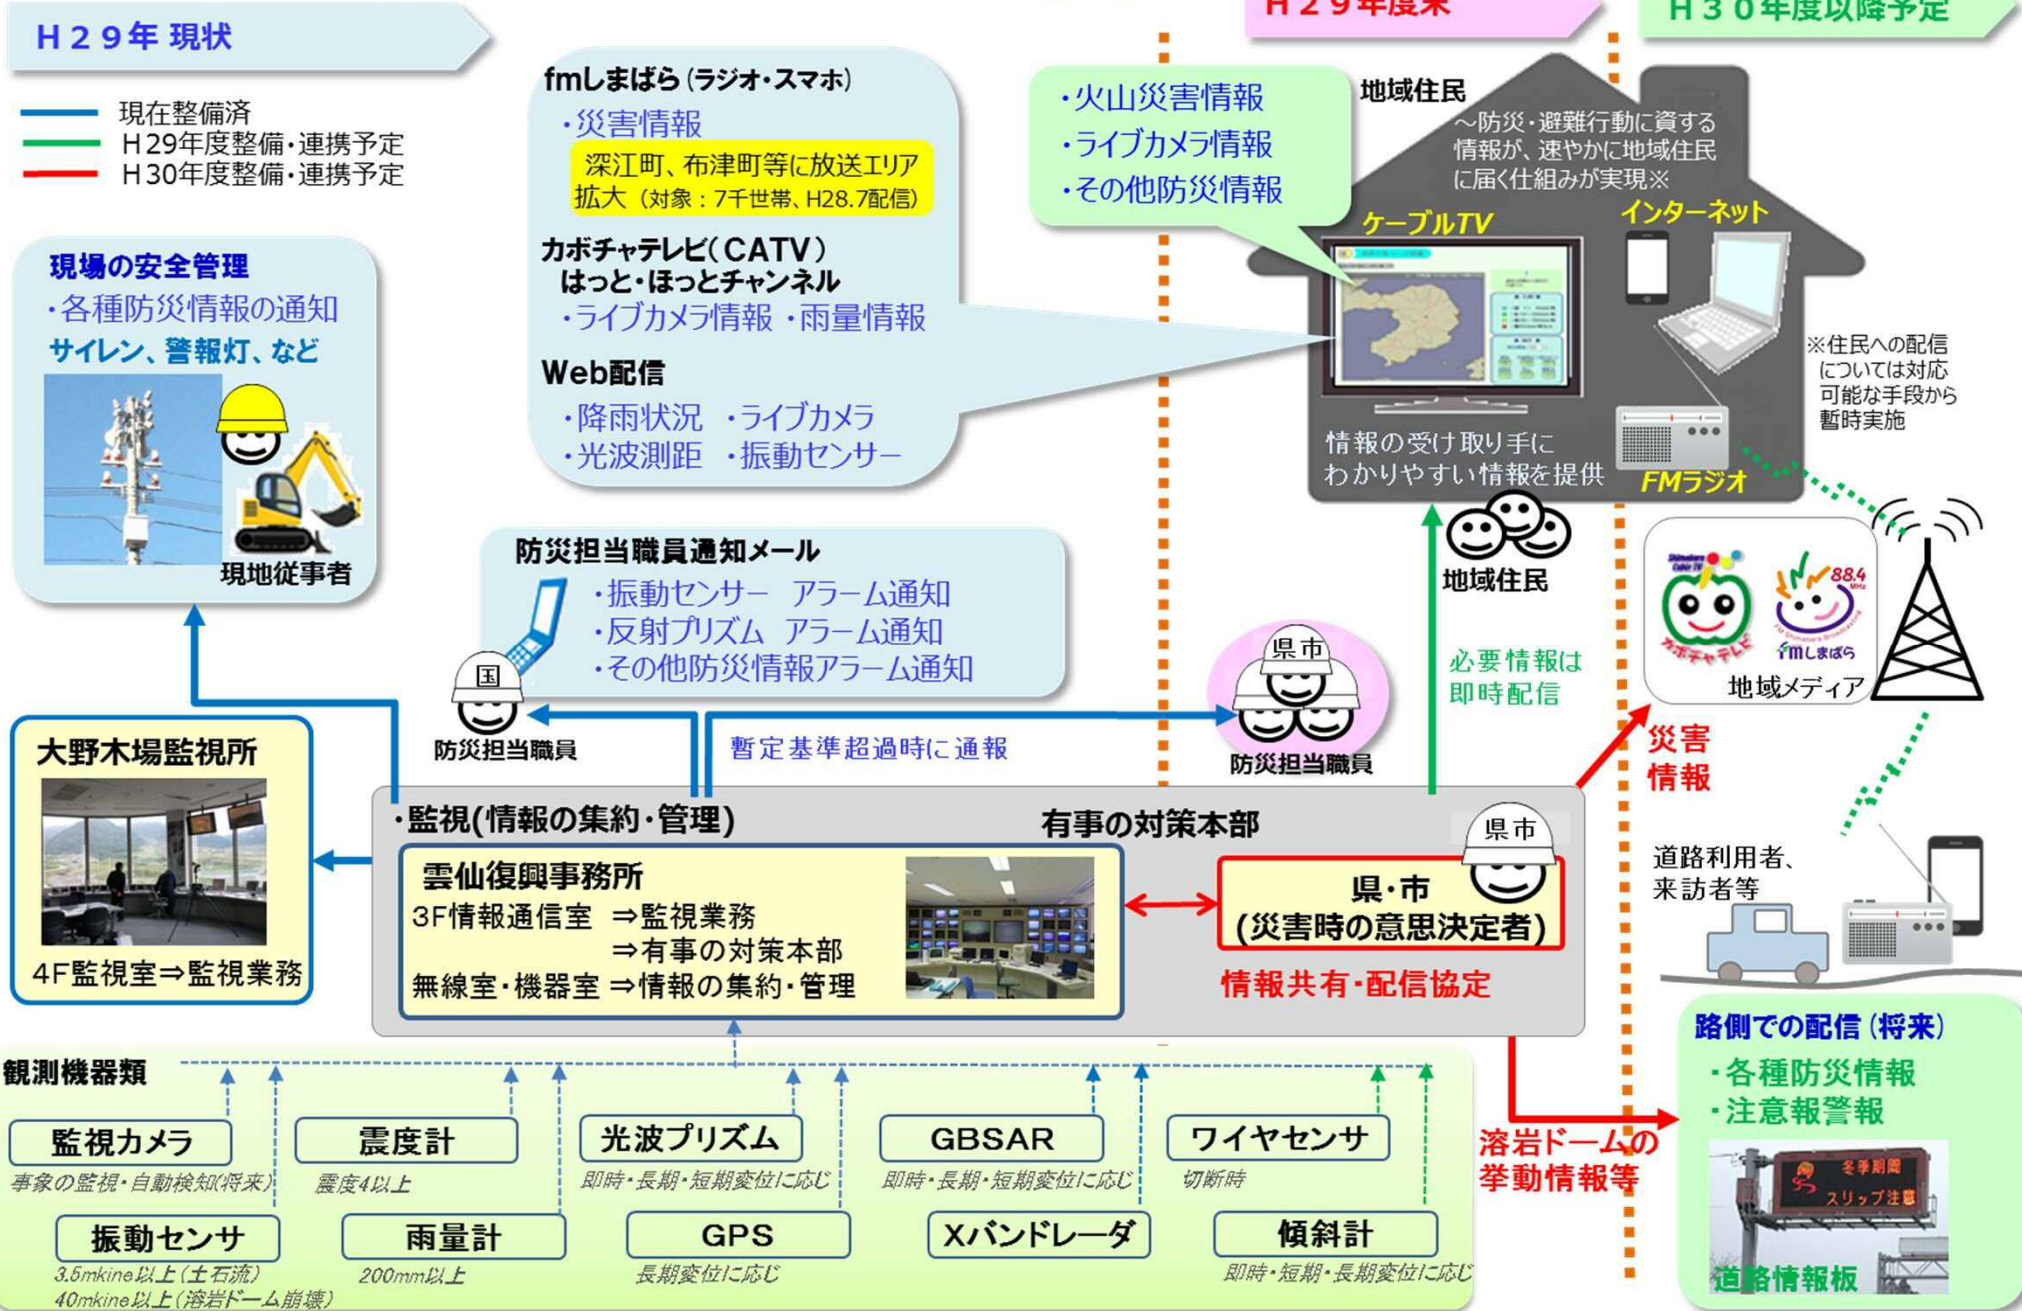 H29年 現状
H29年度末
H30年度以降予定
現在整備済
H29年度整備・連携予定
H30年度整備・連携予定
fmしまばら(ラジオ・スマホ)
・災害情報
深江町、布津町等に放送エリア
拡大（対象：7千世帯、H28.7配信）
カボチャテレビ(CATV)
はっと・ほっとチャンネル
・ライブカメラ情報 ・雨量情報
Web配信
・降雨状況 ・ライブカメラ
・光波測距 ・振動センサー
・火山災害情報
・ライブカメラ情報
・その他防災情報
地域住民
～防災・避難行動に資する
情報が、速やかに地域住民
に届く仕組みが実現※
ケーブルTV
インターネット
情報の受け取り手に
わかりやすい情報を提供
FMラジオ
※住民への配信
については対応
可能な手段から
暫時実施
現場の安全管理
・各種防災情報の通知
サイレン、警報灯、など
現地従事者
防災担当職員通知メール
・振動センサー アラーム通知
・反射プリズム アラーム通知
・その他防災情報アラーム通知
国
防災担当職員
暫定基準超過時に通報
県市
防災担当職員
地域住民
必要情報は
即時配信
Shimabara
Cable TV
カボチャテレビ
88.4
MHz
FM Shimabara Broadcasting
fmしまばら
地域メディア
災害
情報
大野木場監視所
4F監視室⇒監視業務
・監視(情報の集約・管理)
有事の対策本部
雲仙復興事務所
3F情報通信室 ⇒監視業務
⇒有事の対策本部
無線室・機器室 ⇒情報の集約・管理
県市
県・市
(災害時の意思決定者)
情報共有・配信協定
道路利用者、
来訪者等
路側での配信(将来)
・各種防災情報
・注意報警報
冬季期間
スリップ注意
道路情報板
溶岩ドームの
挙動情報等
観測機器類
監視カメラ
事象の監視・自動検知(将来)
震度計
震度4以上
光波プリズム
即時・長期・短期変位に応じ
GBSAR
即時・長期・短期変位に応じ
ワイヤセンサ
切断時
振動センサ
3.5mkine以上(土石流)
40mkine以上(溶岩ドーム崩壊)
雨量計
200mm以上
GPS
長期変位に応じ
Xバンドレーダ
傾斜計
即時・短期・長期変位に応じ